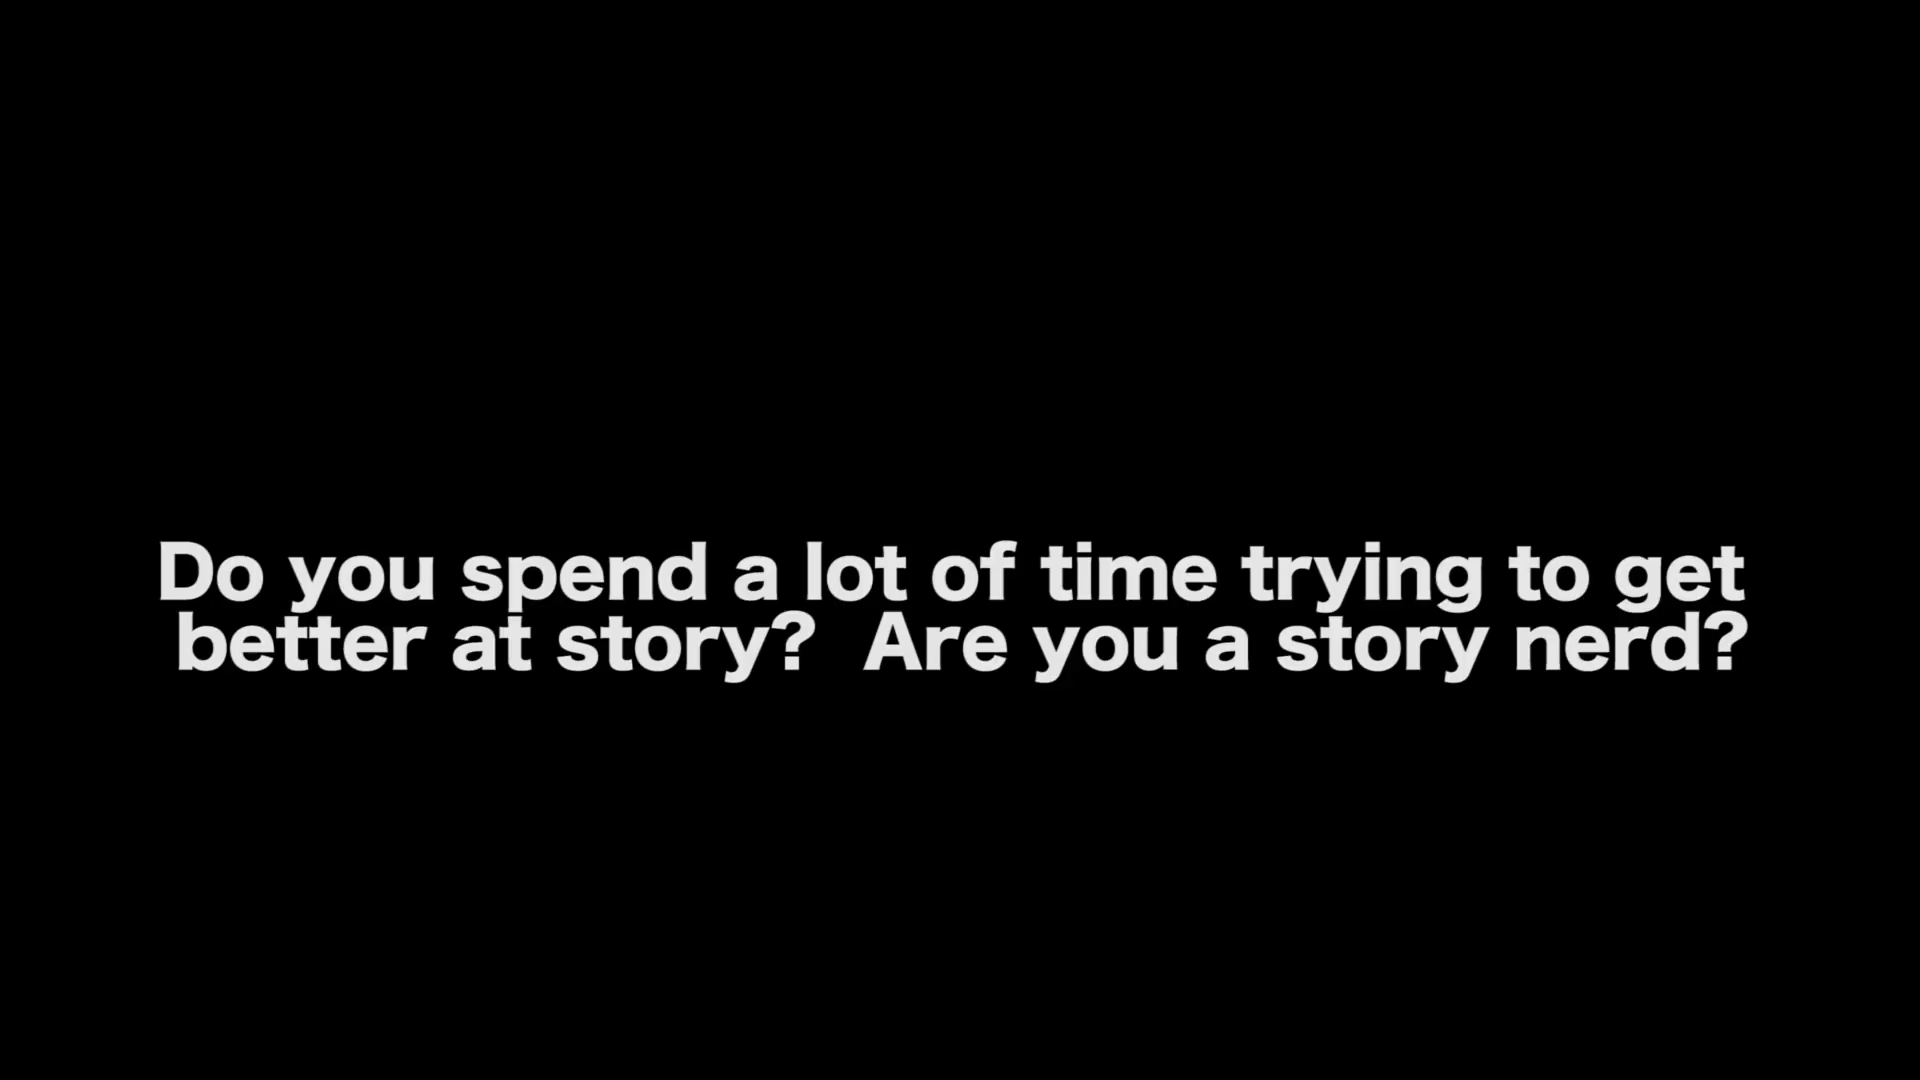 Do you spend a lot of time trying to get
better at story?  Are you a story nerd?